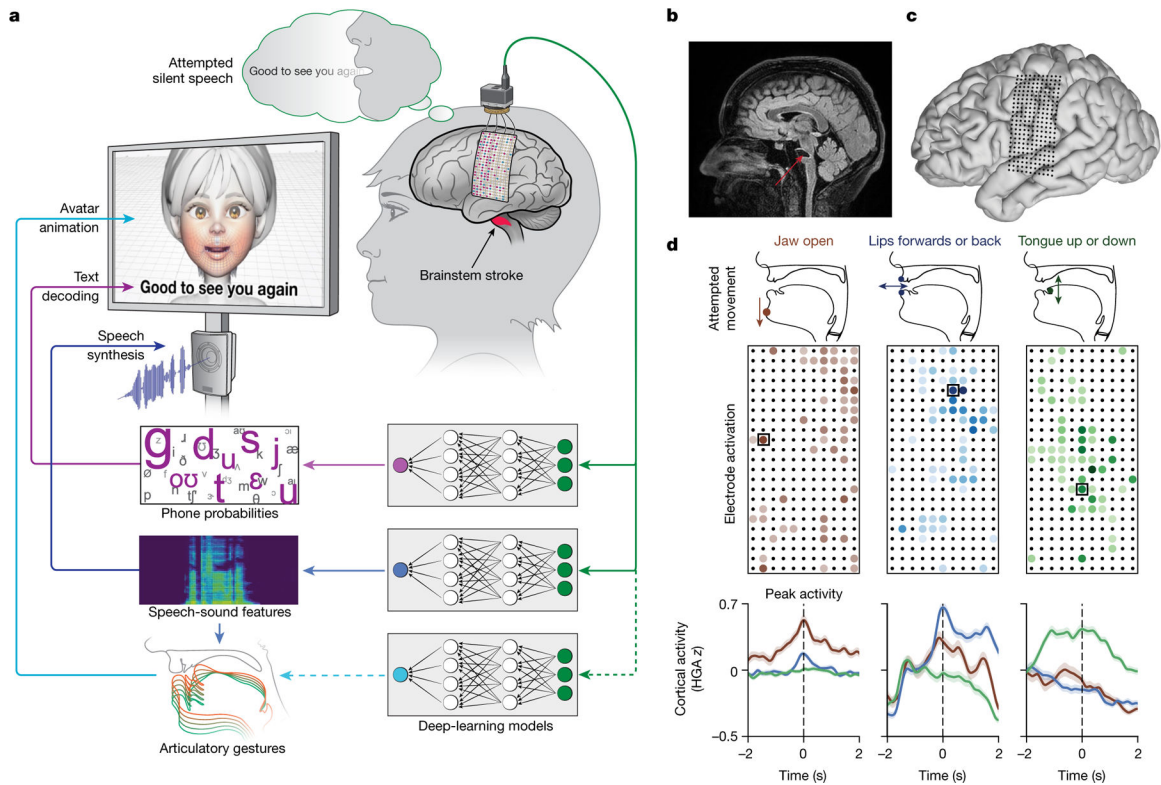 a
Attempted
silent speech
Good to see you again
Avatar
animation
Text
decoding
Speech
synthesis
Good to see you again
Brainstem stroke
Phone probabilities
Speech-sound features
Articulatory gestures
Deep-learning models
b
c
d
Jaw open
Lips forwards or back
Tongue up or down
Attempted
movement
Electrode activation
Peak activity
Cortical activity
(HGA z)
0.7
0
−0.5
−2 0 2
−2 0 2
−2 0 2
Time (s)
Time (s)
Time (s)